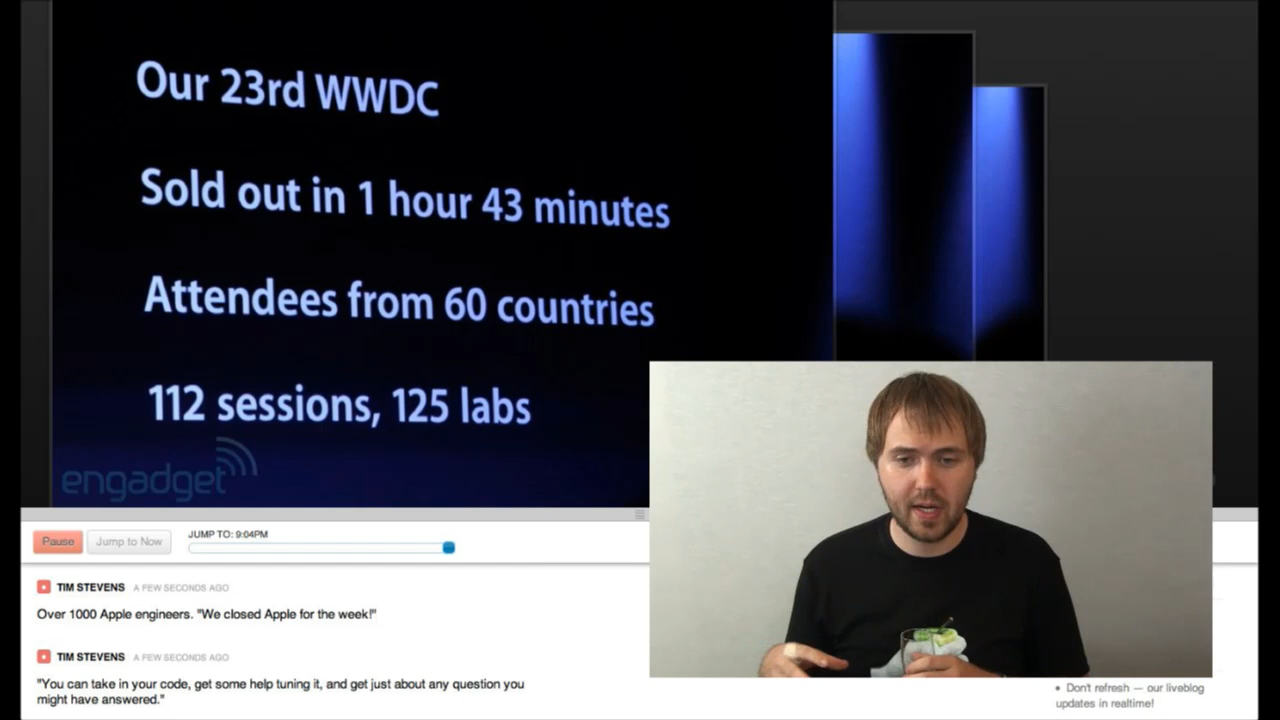 Our 23rd WWDC
Sold out in 1 hour 43 minutes
Attendees from 60 countries
112 sessions, 125 labs
engadget
Pause
Jump to Now
JUMP TO: 9:04PM
TIM STEVENS A FEW SECONDS AGO
Over 1000 Apple engineers. "We closed Apple for the week!"
TIM STEVENS A FEW SECONDS AGO
"You can take in your code, get some help tuning it, and get just about any question you
might have answered."
• Don't refresh — our liveblog
updates in realtime!